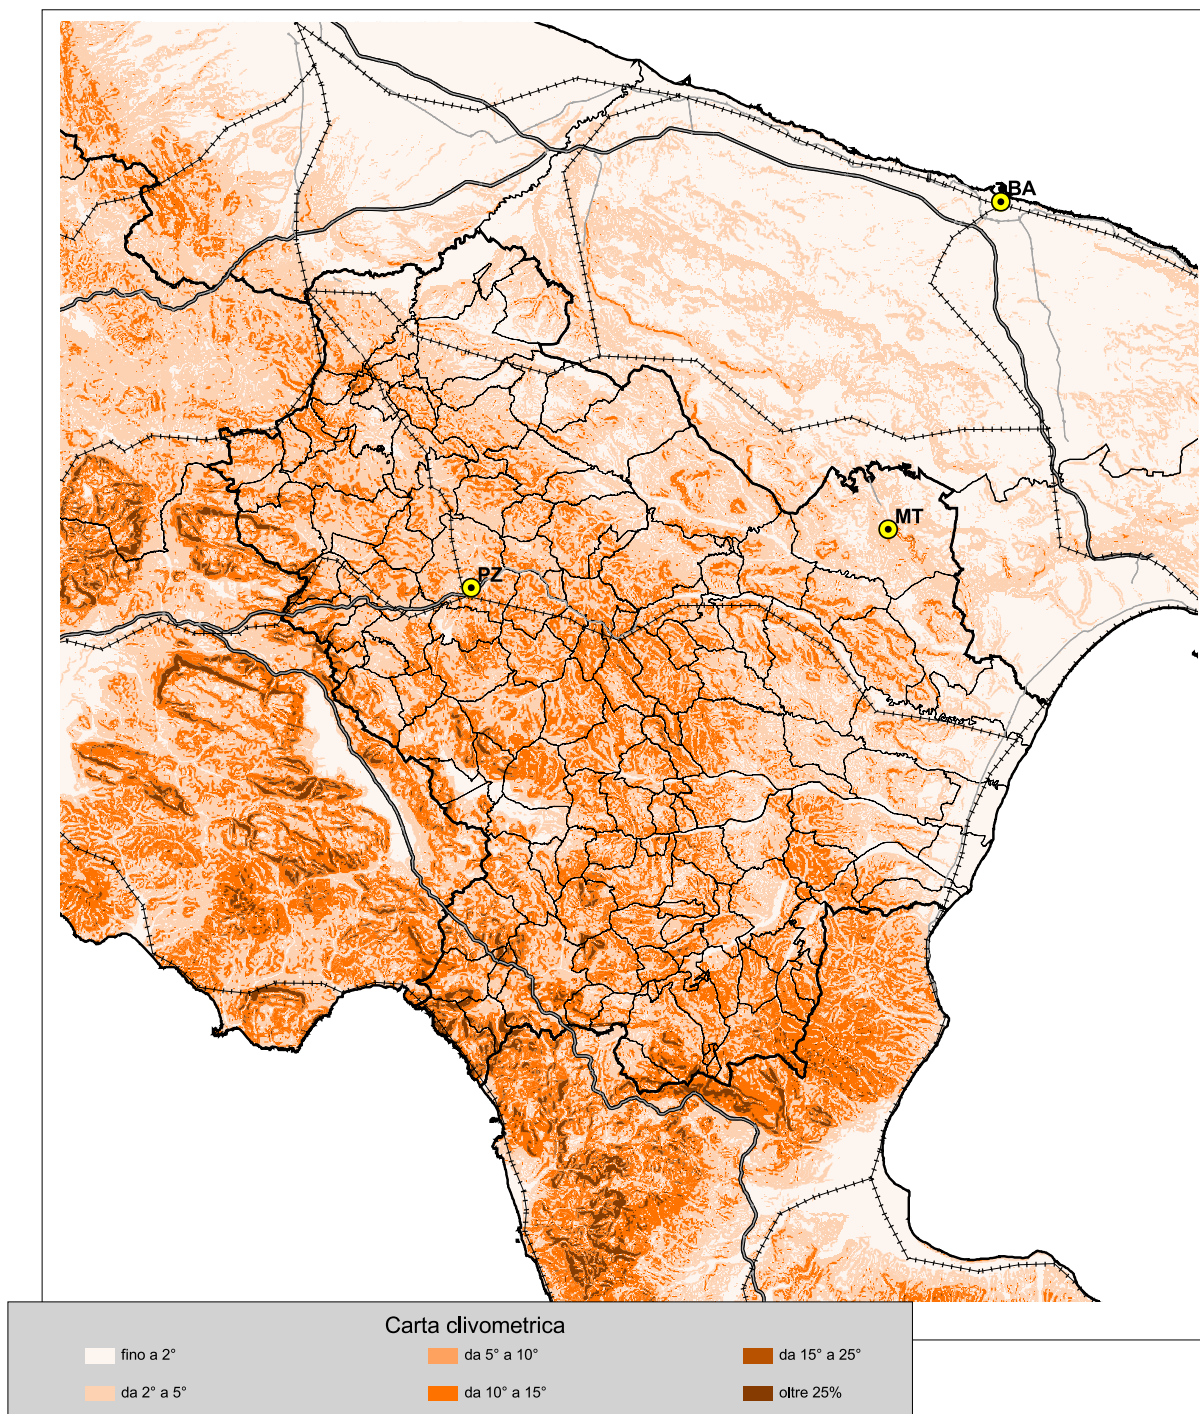 BA
MT
PZ
Carta clivometrica
fino a 2° da 5° a 10° da 15° a 25°
da 2° a 5° da 10° a 15° oltre 25%